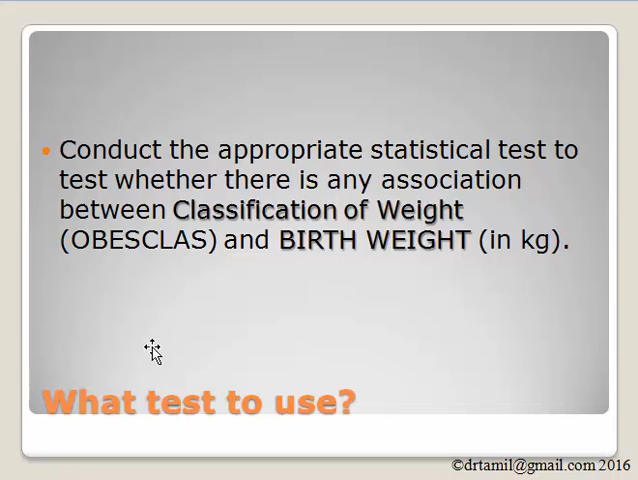 Conduct the appropriate statistical test to
test whether there is any association
between Classification of Weight
(OBESCLAS) and BIRTH WEIGHT (in kg).
What test to use?
©drtamil@gmail.com 2016